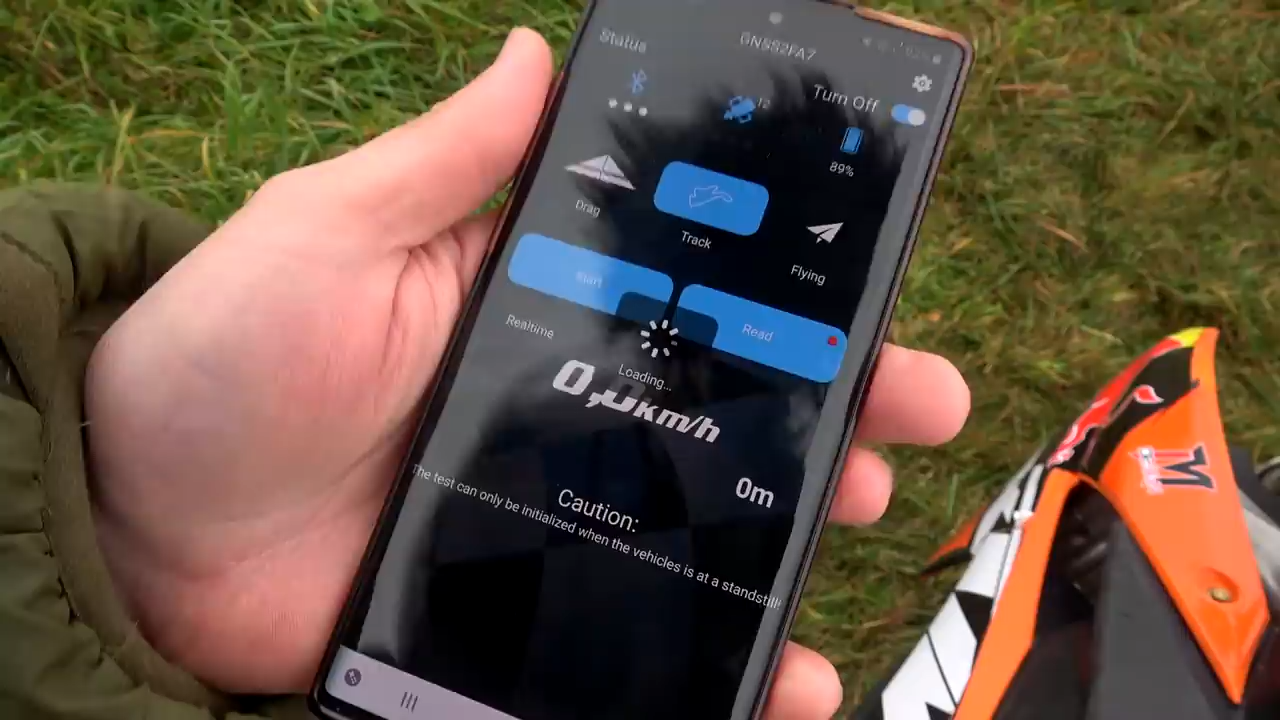 Status
GNSS2FA7
Turn Off
12
89%
Drag
Track
Flying
Start
Read
Realtime
Loading...
0,0km/h
0m
Caution:
The test can only be initialized when the vehicles is at a standstill!